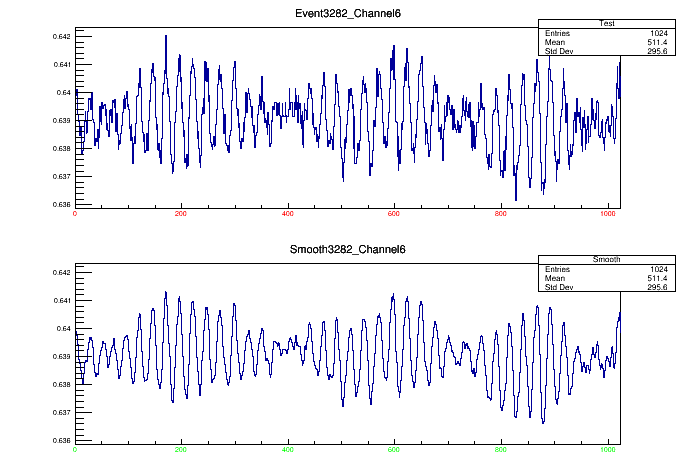 Event3282_Channel6
Test
Entries 1024
Mean 511.4
Std Dev 295.6
0.642
0.641
0.64
0.639
0.638
0.637
0.636
0 200 400 600 800 1000
Smooth3282_Channel6
Smooth
Entries 1024
Mean 511.4
Std Dev 295.6
0.642
0.641
0.64
0.639
0.638
0.637
0.636
0 200 400 600 800 1000